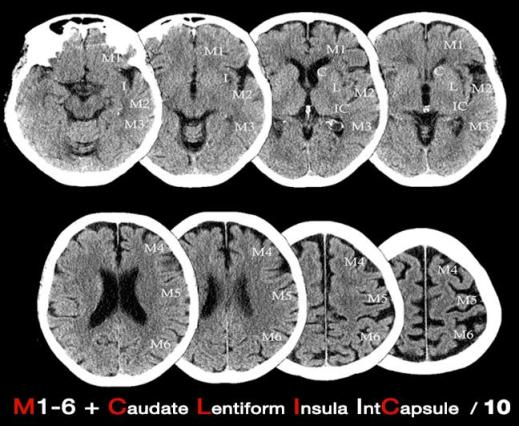 M1 M1 M1 M1
I I C L I C L I
M2 M2 M2 M2
IC IC
M3 M3 M3
M4 M4 M4 M4
M5 M5 M5 M5
M6 M6 M6 M6
M1-6 + Caudate Lentiform Insula IntCapsule / 10